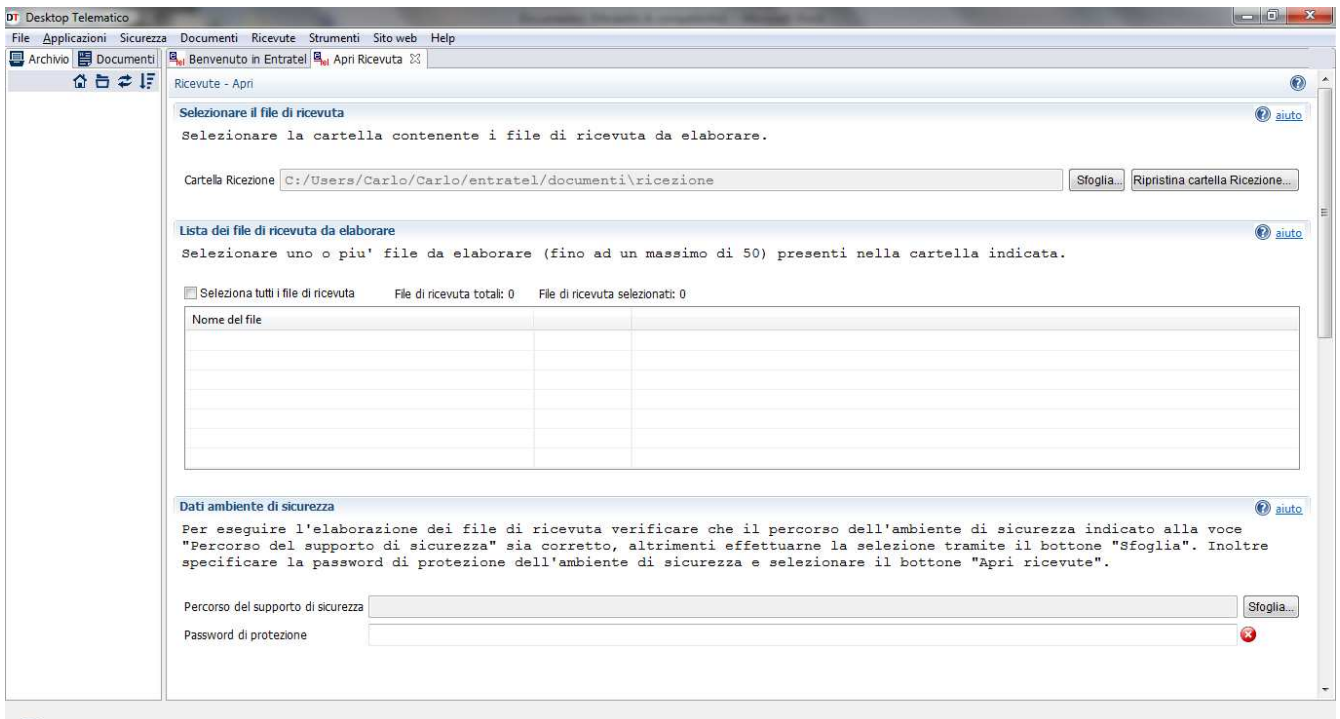 DT Desktop Telematico
File Applicazioni Sicurezza Documenti Ricevute Strumenti Sito web Help
Archivio Documenti Benvenuto in Entratel Apri Ricevuta
Ricevute - Apri
Selezionare il file di ricevuta aiuto
Selezionare la cartella contenente i file di ricevuta da elaborare.
Cartella Ricezione C:/Users/Carlo/Carlo/entratel/documenti\ricezione Sfoglia... Ripristina cartella Ricezione...
Lista dei file di ricevuta da elaborare aiuto
Selezionare uno o piu' file da elaborare (fino ad un massimo di 50) presenti nella cartella indicata.
Seleziona tutti i file di ricevuta File di ricevuta totali: 0 File di ricevuta selezionati: 0
Nome del file
Dati ambiente di sicurezza aiuto
Per eseguire l'elaborazione dei file di ricevuta verificare che il percorso dell'ambiente di sicurezza indicato alla voce
"Percorso del supporto di sicurezza" sia corretto, altrimenti effettuarne la selezione tramite il bottone "Sfoglia". Inoltre
specificare la password di protezione dell'ambiente di sicurezza e selezionare il bottone "Apri ricevute".
Percorso del supporto di sicurezza Sfoglia...
Password di protezione